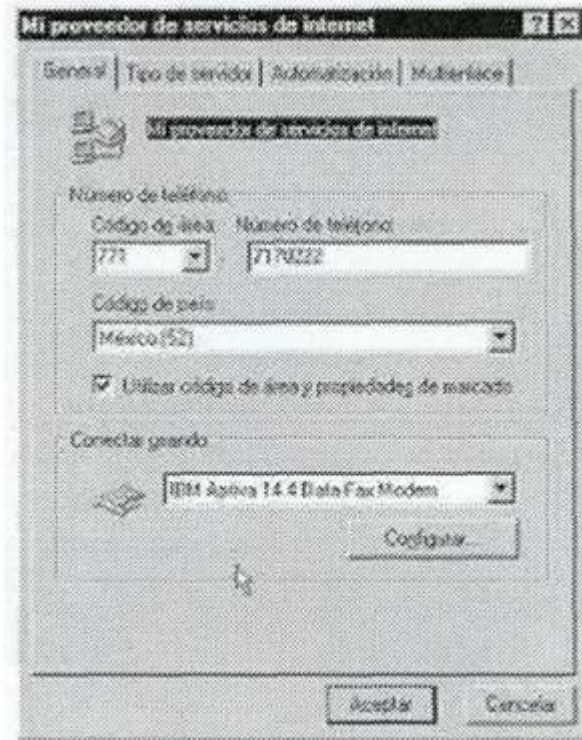 Mi proveedor de servicios de internet
General Tipo de servidor Automatización Multienlace
Mi proveedor de servicios de internet
Número de teléfono:
Código de área: Número de teléfono:
771 7170222
Código de país:
México (52)
Utilizar código de área y propiedades de marcado
Conectar usando
IBM Aptiva 14.4 Data Fax Modem
Configurar...
Aceptar Cancelar